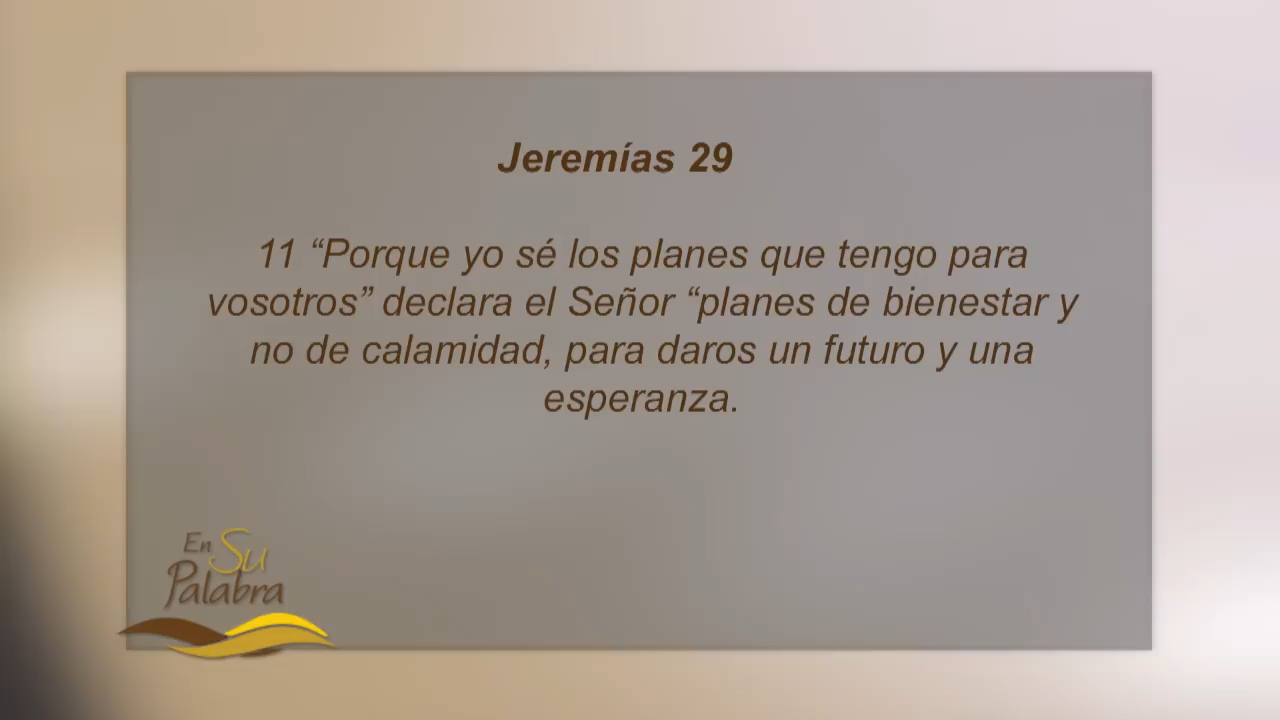 Jeremías 29
11 “Porque yo sé los planes que tengo para
vosotros” declara el Señor “planes de bienestar y
no de calamidad, para daros un futuro y una
esperanza.
En Su
Palabra